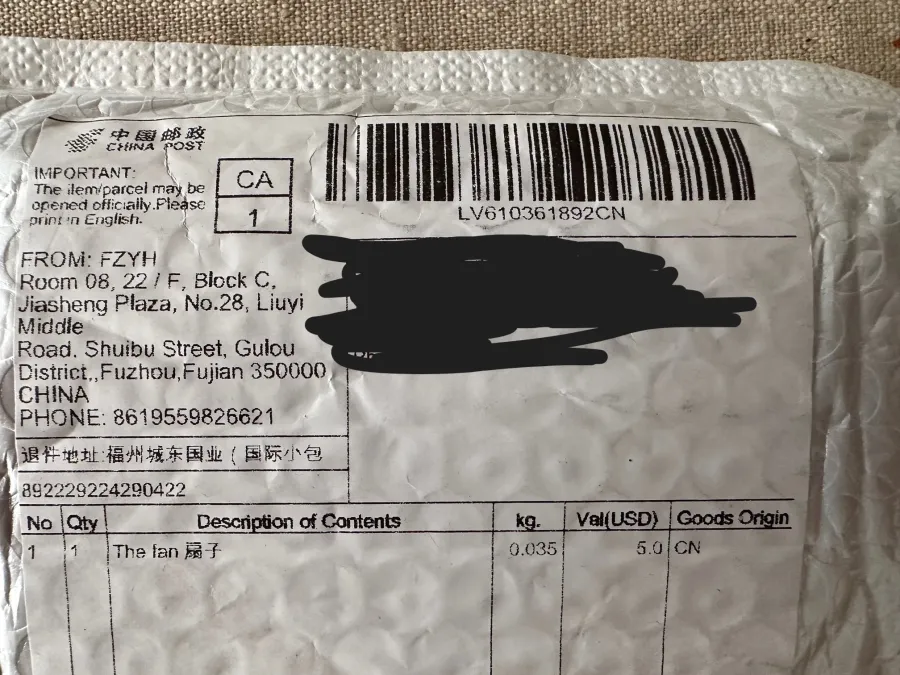 中国邮政
CHINA POST
IMPORTANT:
The item/parcel may be
opened officially.Please
print in English.
CA
1
LV610361892CN
FROM: FZYH
Room 08, 22 / F, Block C,
Jiasheng Plaza, No.28, Liuyi
Middle
Road. Shuibu Street, Gulou
District,,Fuzhou,Fujian 350000
CHINA
PHONE: 8619559826621
退件地址:福州城东国业 ( 国际小包
892229224290422
No Qty Description of Contents kg. Val(USD) Goods Origin
1 1 The fan 扇子 0.035 5.0 CN